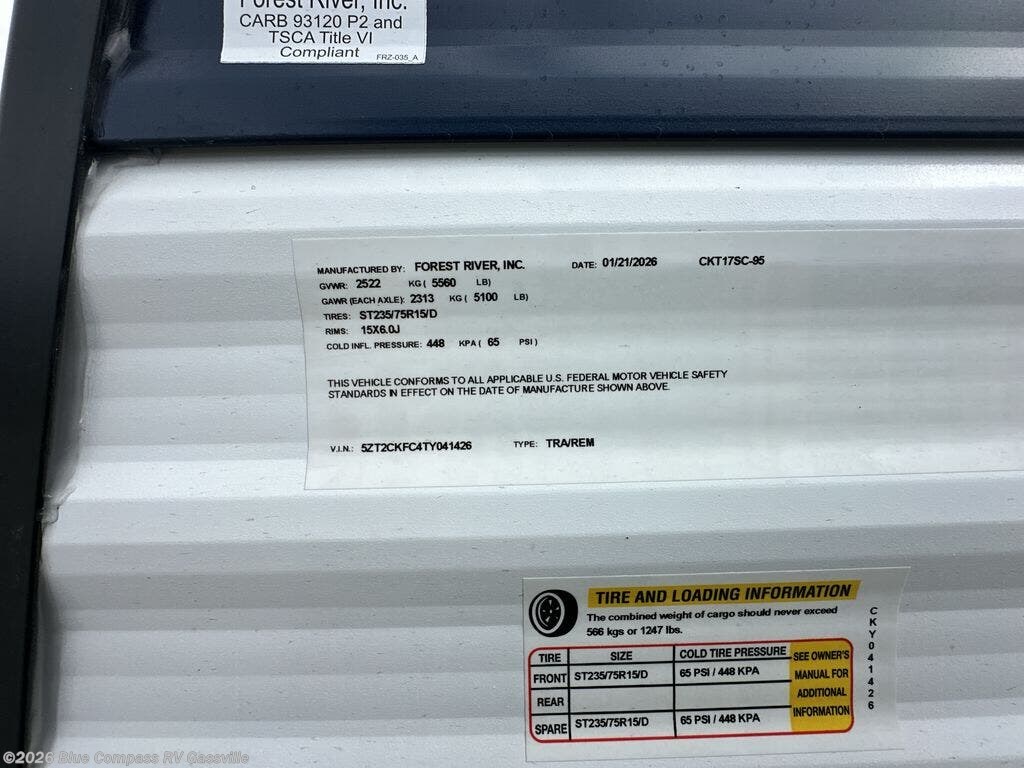 Forest River, Inc.
CARB 93120 P2 and
TSCA Title VI
Compliant
FRZ-035_A
MANUFACTURED BY: FOREST RIVER, INC. DATE: 01/21/2026 CKT17SC-95
GVWR: 2522 KG ( 5560 LB)
GAWR (EACH AXLE): 2313 KG ( 5100 LB)
TIRES: ST235/75R15/D
RIMS: 15X6.0J
COLD INFL. PRESSURE: 448 KPA ( 65 PSI )
THIS VEHICLE CONFORMS TO ALL APPLICABLE U.S. FEDERAL MOTOR VEHICLE SAFETY
STANDARDS IN EFFECT ON THE DATE OF MANUFACTURE SHOWN ABOVE.
V.I.N.: 5ZT2CKFC4TY041426 TYPE: TRA/REM
TIRE AND LOADING INFORMATION
The combined weight of cargo should never exceed
566 kgs or 1247 lbs.
TIRE SIZE COLD TIRE PRESSURE
FRONT ST235/75R15/D 65 PSI / 448 KPA
REAR
SPARE ST235/75R15/D 65 PSI / 448 KPA
SEE OWNER'S
MANUAL FOR
ADDITIONAL
INFORMATION
CKY041426
©2026 Blue Compass RV Gassville